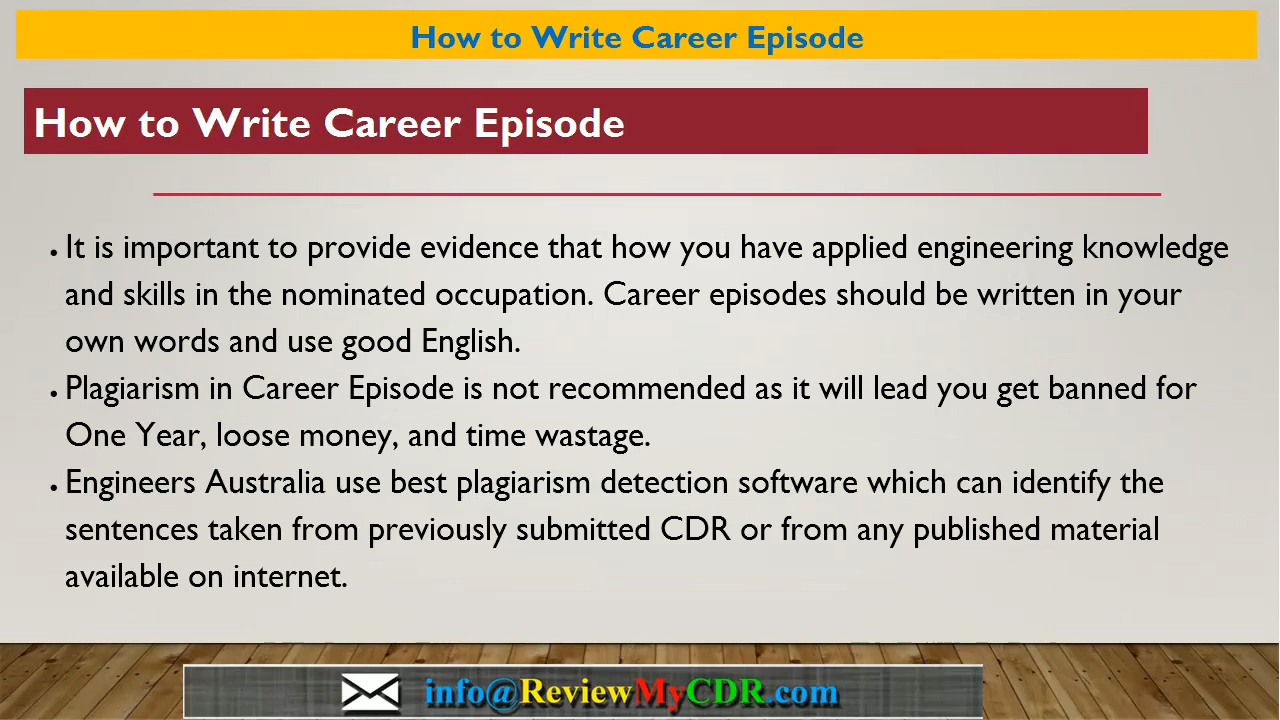 How to Write Career Episode
How to Write Career Episode
• It is important to provide evidence that how you have applied engineering knowledge
and skills in the nominated occupation. Career episodes should be written in your
own words and use good English.
• Plagiarism in Career Episode is not recommended as it will lead you get banned for
One Year, loose money, and time wastage.
• Engineers Australia use best plagiarism detection software which can identify the
sentences taken from previously submitted CDR or from any published material
available on internet.
info@ReviewMyCDR.com